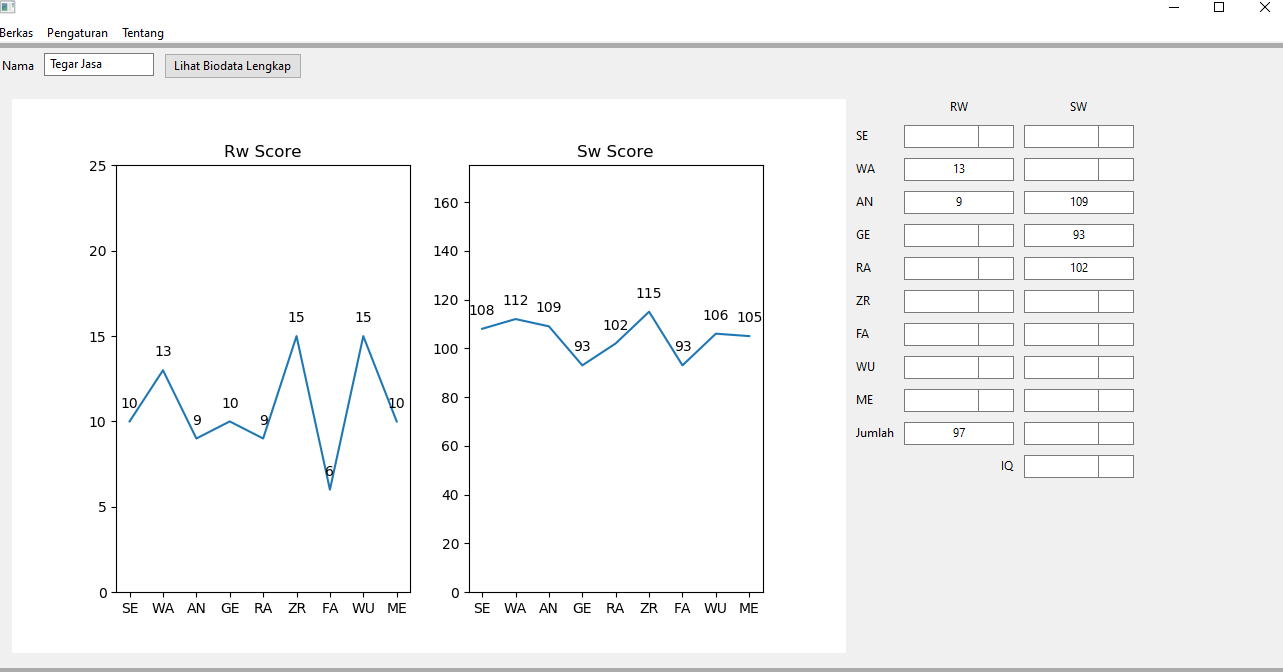 Berkas Pengaturan Tentang
Nama Tegar Jasa Lihat Biodata Lengkap
Rw Score
25
20
15
10
5
0
10 13 9 10 9 15 6 15 10
SE WA AN GE RA ZR FA WU ME
Sw Score
160
140
120
100
80
60
40
20
0
108 112 109 93 102 115 93 106 105
SE WA AN GE RA ZR FA WU ME
RW SW
SE
WA 13
AN 9 109
GE 93
RA 102
ZR
FA
WU
ME
Jumlah 97
IQ